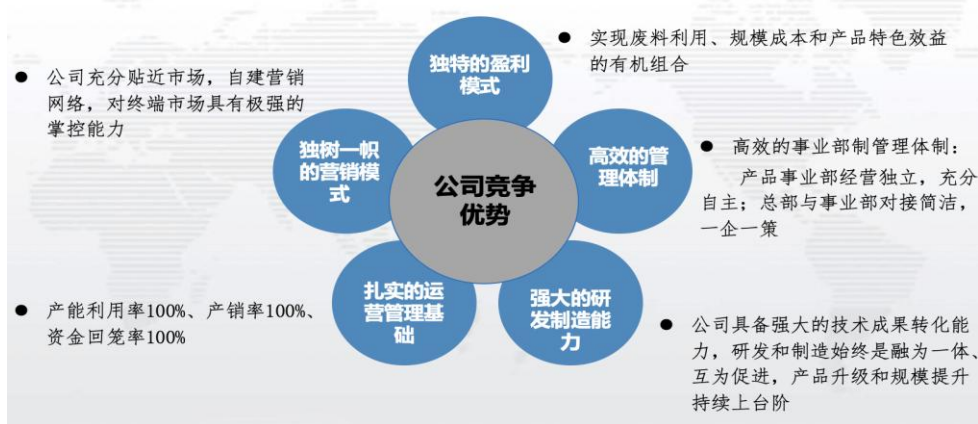 独特的盈利
模式
● 实现废料利用、规模成本和产品特色效益
的有机组合
● 公司充分贴近市场，自建营销
网络，对终端市场具有极强的
掌控能力
独树一帜
的营销模
式
公司竞争
优势
高效的管
理体制
● 高效的事业部制管理体制：
产品事业部经营独立，充分
自主；总部与事业部对接简洁，
一企一策
● 产能利用率100%、产销率100%、
资金回笼率100%
扎实的运
营管理基
础
强大的研
发制造能
力
● 公司具备强大的技术成果转化能
力，研发和制造始终是融为一体、
互为促进，产品升级和规模提升
持续上台阶